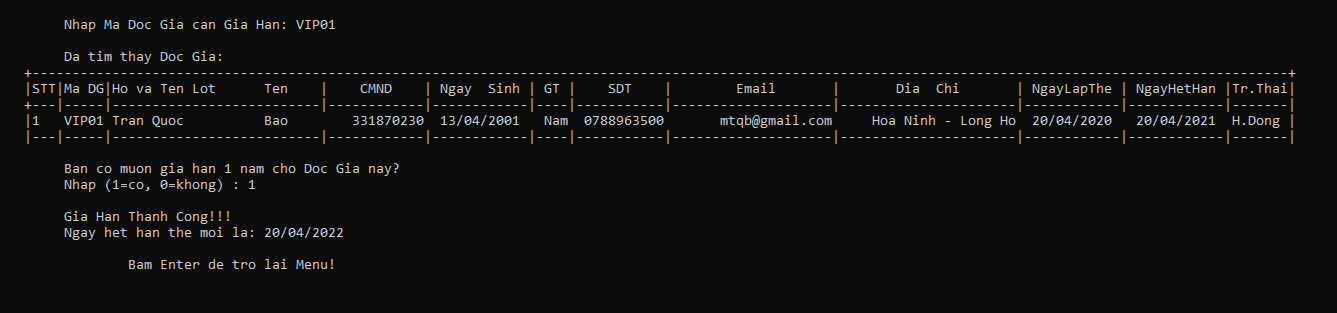 Nhap Ma Doc Gia can Gia Han: VIP01
Da tim thay Doc Gia:
|STT|Ma DG|Ho va Ten Lot      Ten    |    CMND    | Ngay  Sinh | GT |    SDT    |        Email       |       Dia  Chi       | NgayLapThe | NgayHetHan |Tr.Thai|
|1  |VIP01 Tran Quoc          Bao       331870230  13/04/2001   Nam  0788963500       mtqb@gmail.com     Hoa Ninh - Long Ho  20/04/2020   20/04/2021  H.Dong |
Ban co muon gia han 1 nam cho Doc Gia nay?
Nhap (1=co, 0=khong) : 1
Gia Han Thanh Cong!!!
Ngay het han the moi la: 20/04/2022
Bam Enter de tro lai Menu!